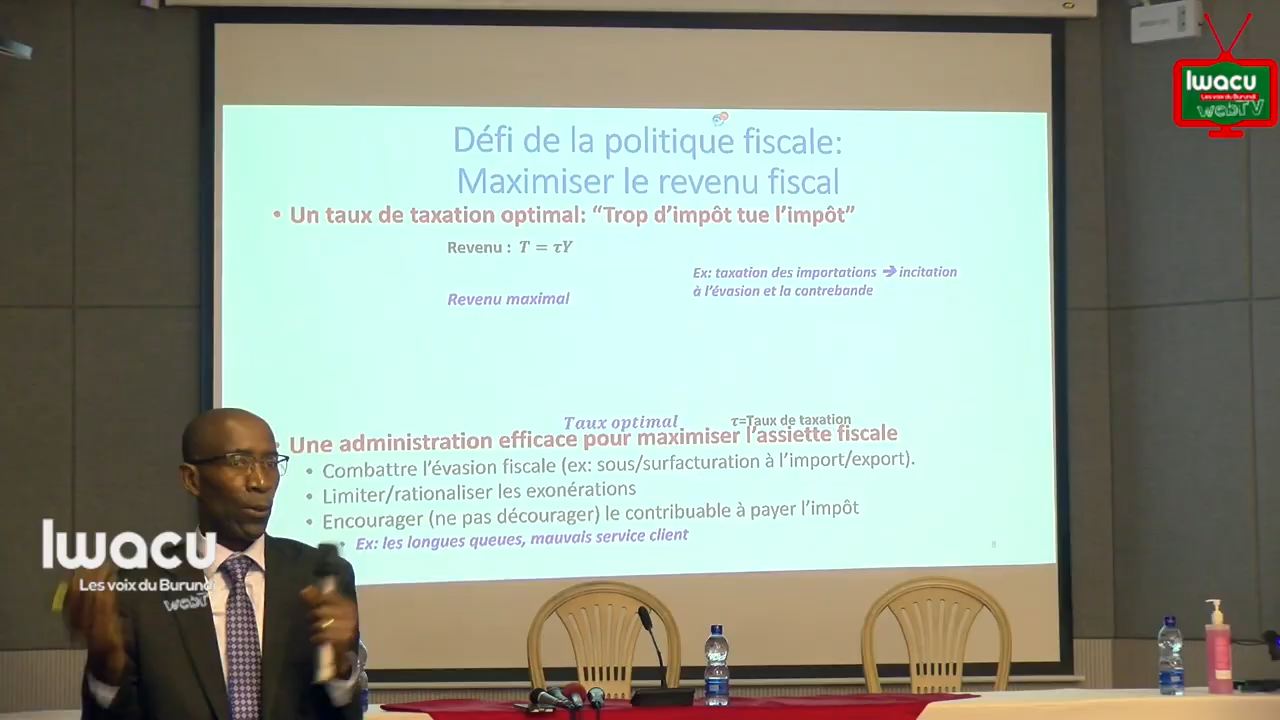 Défi de la politique fiscale:
Maximiser le revenu fiscal
• Un taux de taxation optimal: “Trop d’impôt tue l’impôt”
Revenu : T = τY
Ex: taxation des importations ➔ incitation
à l’évasion et la contrebande
Revenu maximal
Taux optimal
τ=Taux de taxation
• Une administration efficace pour maximiser l’assiette fiscale
• Combattre l’évasion fiscale (ex: sous/surfacturation à l’import/export).
• Limiter/rationaliser les exonérations
• Encourager (ne pas décourager) le contribuable à payer l’impôt
• Ex: les longues queues, mauvais service client
8
Iwacu
Les voix du Burundi
webTV
Iwacu
Les voix du Burundi
webTV